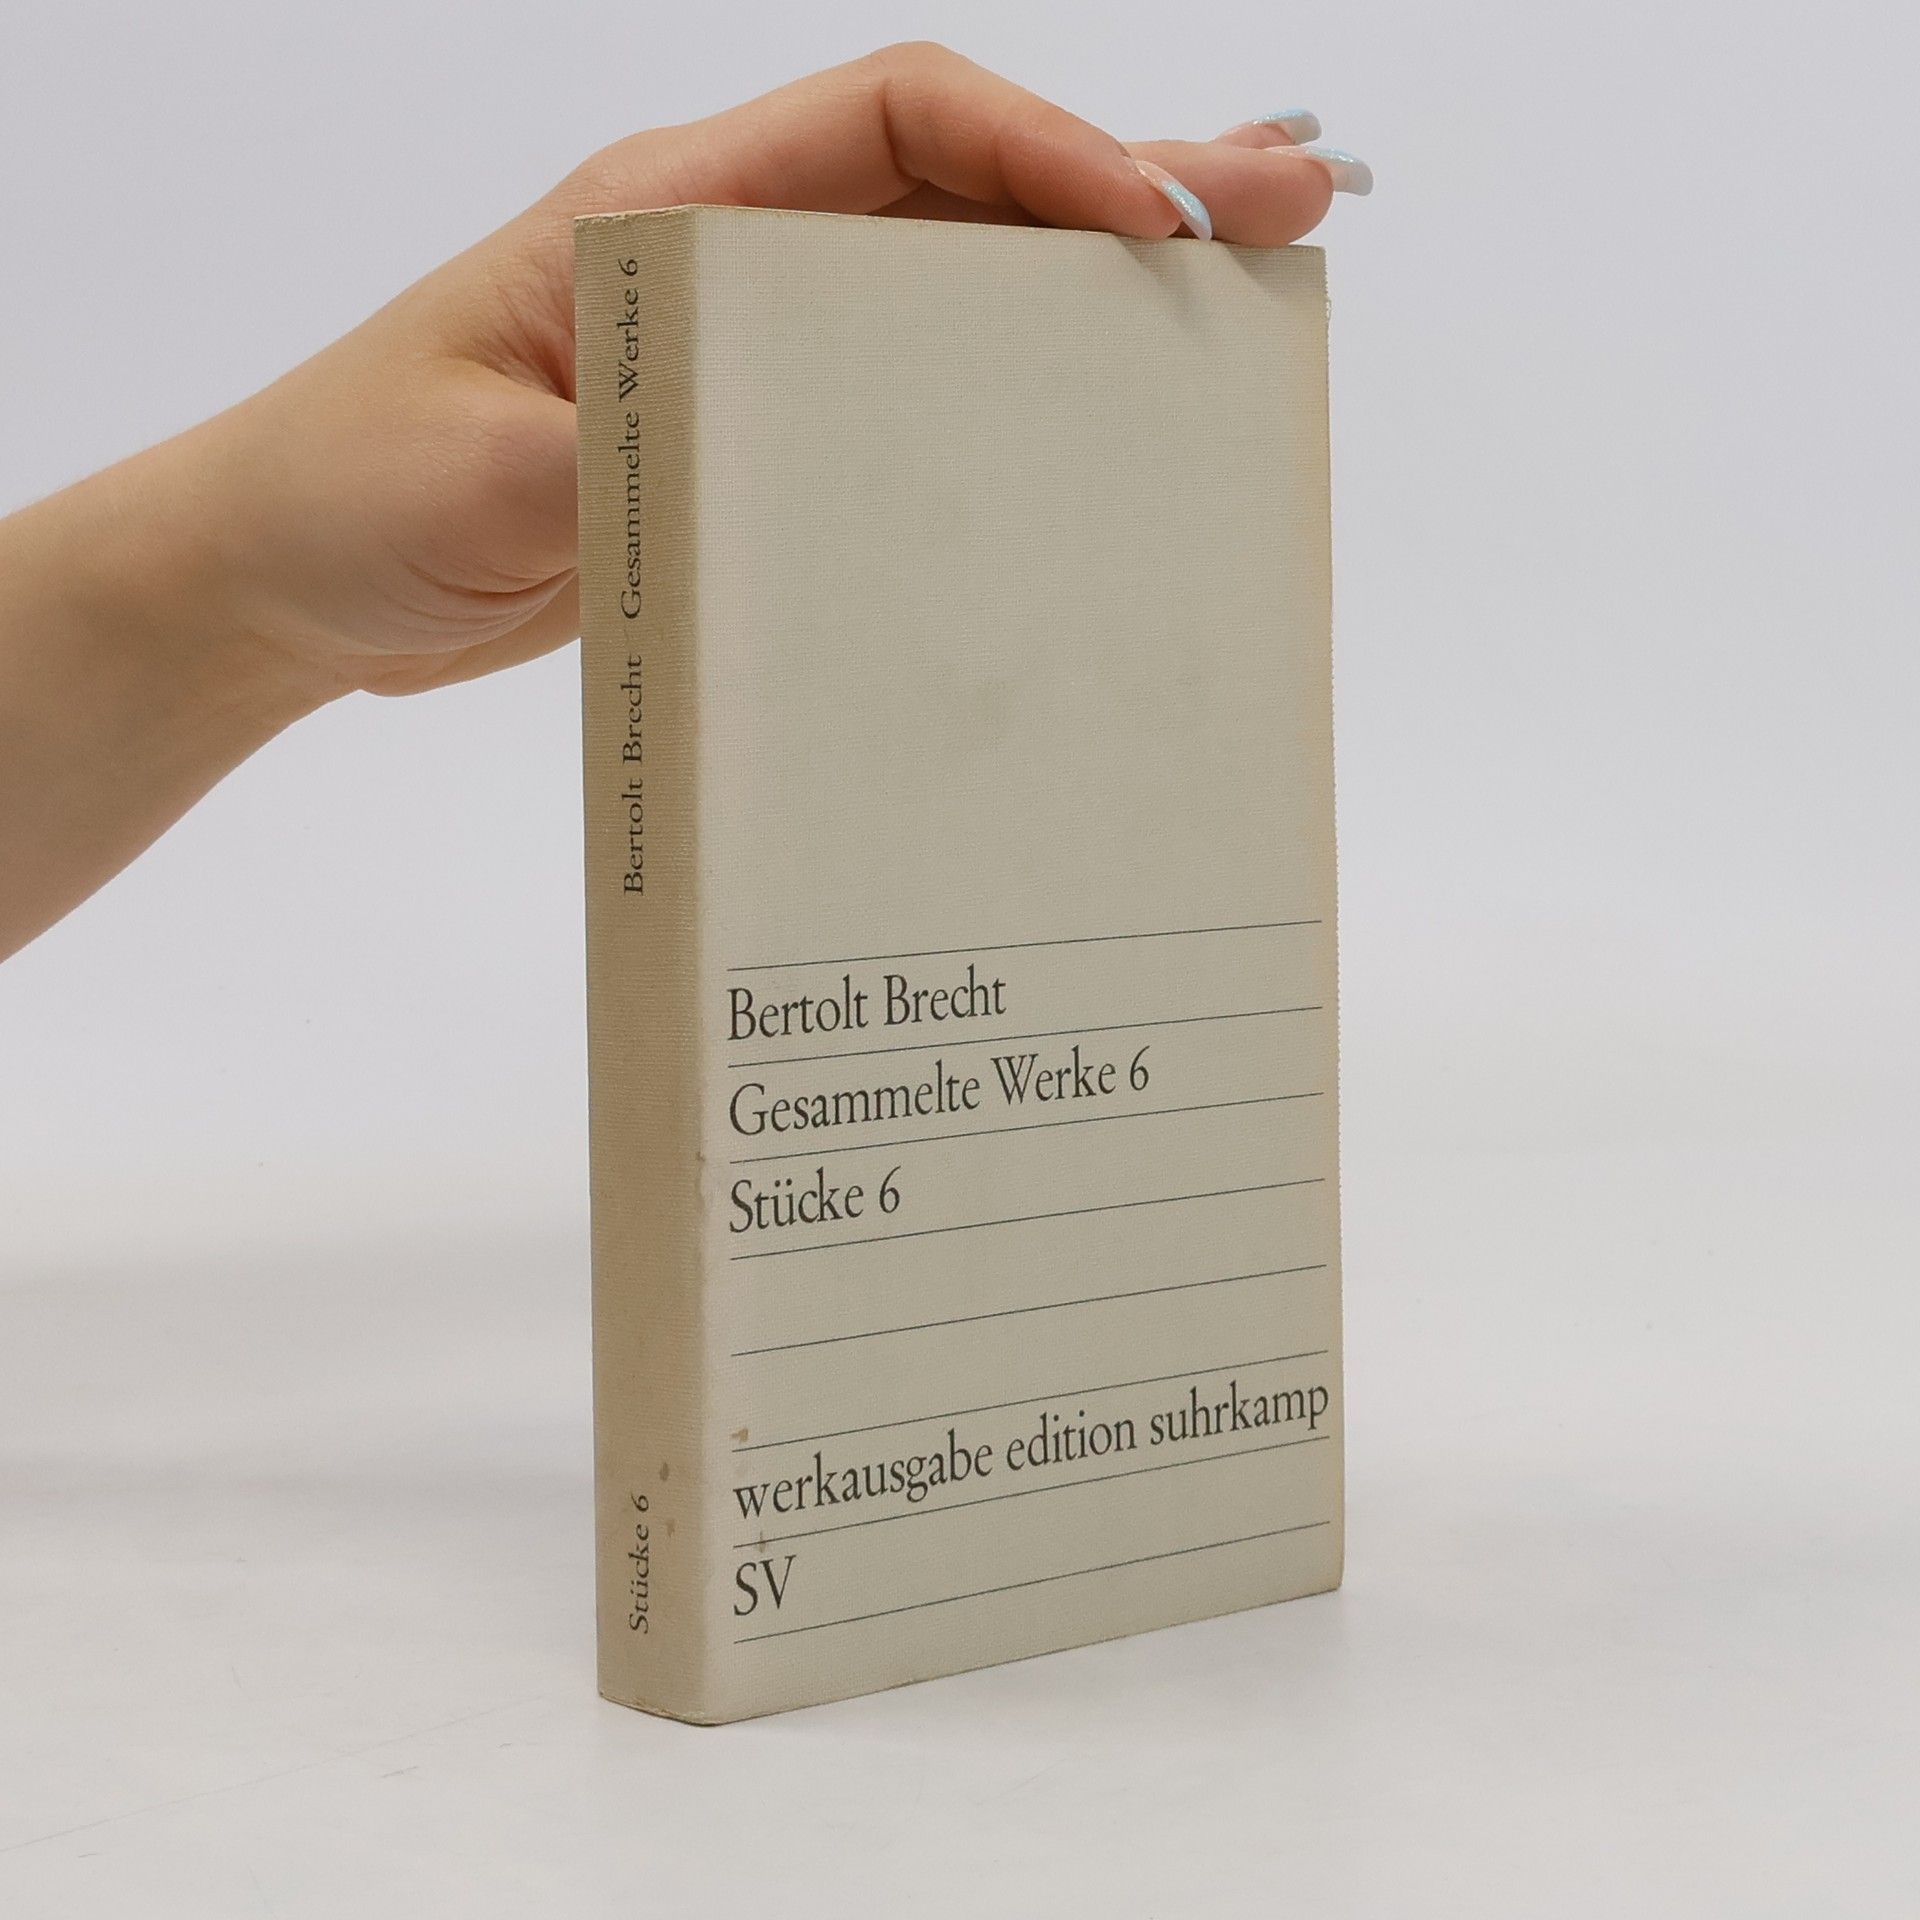 Bertolt Brecht Gesammelte Werke 6
Stücke 6
Bertolt Brecht
Gesammelte Werke 6
Stücke 6
werkausgabe edition suhrkamp
SV